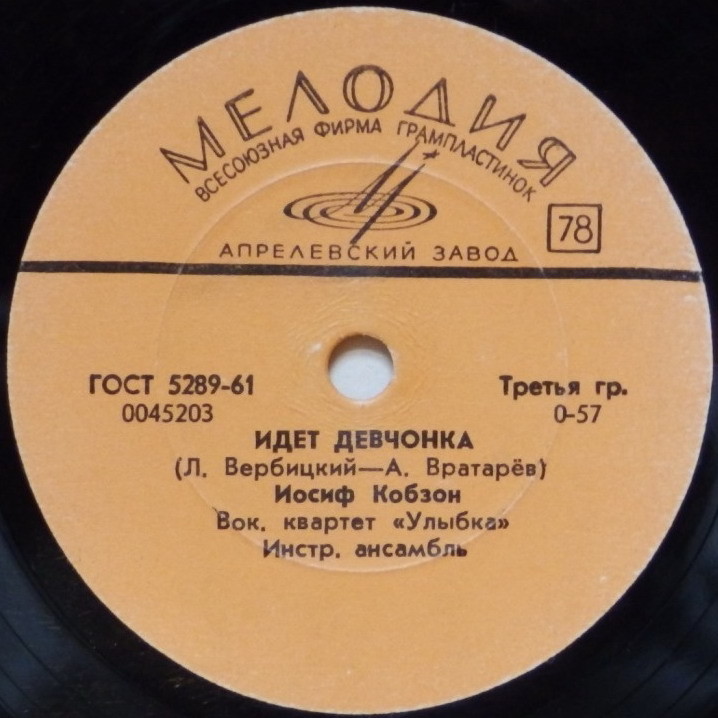 МЕЛОДИЯ
ВСЕСОЮЗНАЯ ФИРМА ГРАМПЛАСТИНОК
АПРЕЛЕВСКИЙ ЗАВОД
78
ГОСТ 5289-61
Третья гр.
0045203
0-57
ИДЕТ ДЕВЧОНКА
(Л. Вербицкий—А. Вратарёв)
Иосиф Кобзон
Вок. квартет «Улыбка»
Инстр. ансамбль